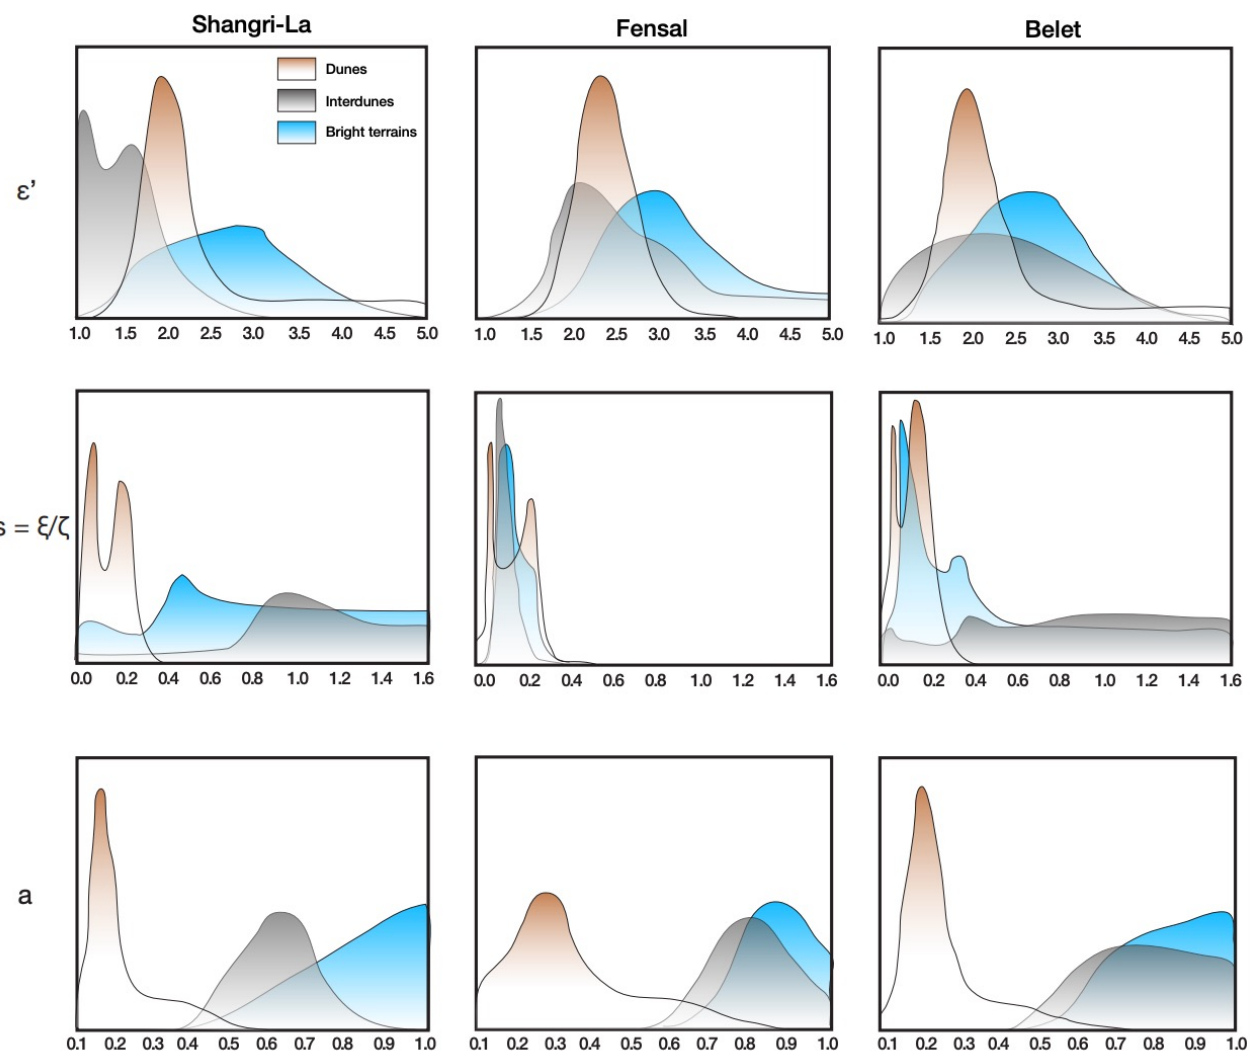 Shangri-La
Fensal
Belet
Dunes
Interdunes
Bright terrains
ε’
1.0 1.5 2.0 2.5 3.0 3.5 4.0 4.5 5.0
1.0 1.5 2.0 2.5 3.0 3.5 4.0 4.5 5.0
1.0 1.5 2.0 2.5 3.0 3.5 4.0 4.5 5.0
s = ξ/ζ
0.0 0.2 0.4 0.6 0.8 1.0 1.2 1.4 1.6
0.0 0.2 0.4 0.6 0.8 1.0 1.2 1.4 1.6
0.0 0.2 0.4 0.6 0.8 1.0 1.2 1.4 1.6
a
0.1 0.2 0.3 0.4 0.5 0.6 0.7 0.8 0.9 1.0
0.1 0.2 0.3 0.4 0.5 0.6 0.7 0.8 0.9 1.0
0.1 0.2 0.3 0.4 0.5 0.6 0.7 0.8 0.9 1.0